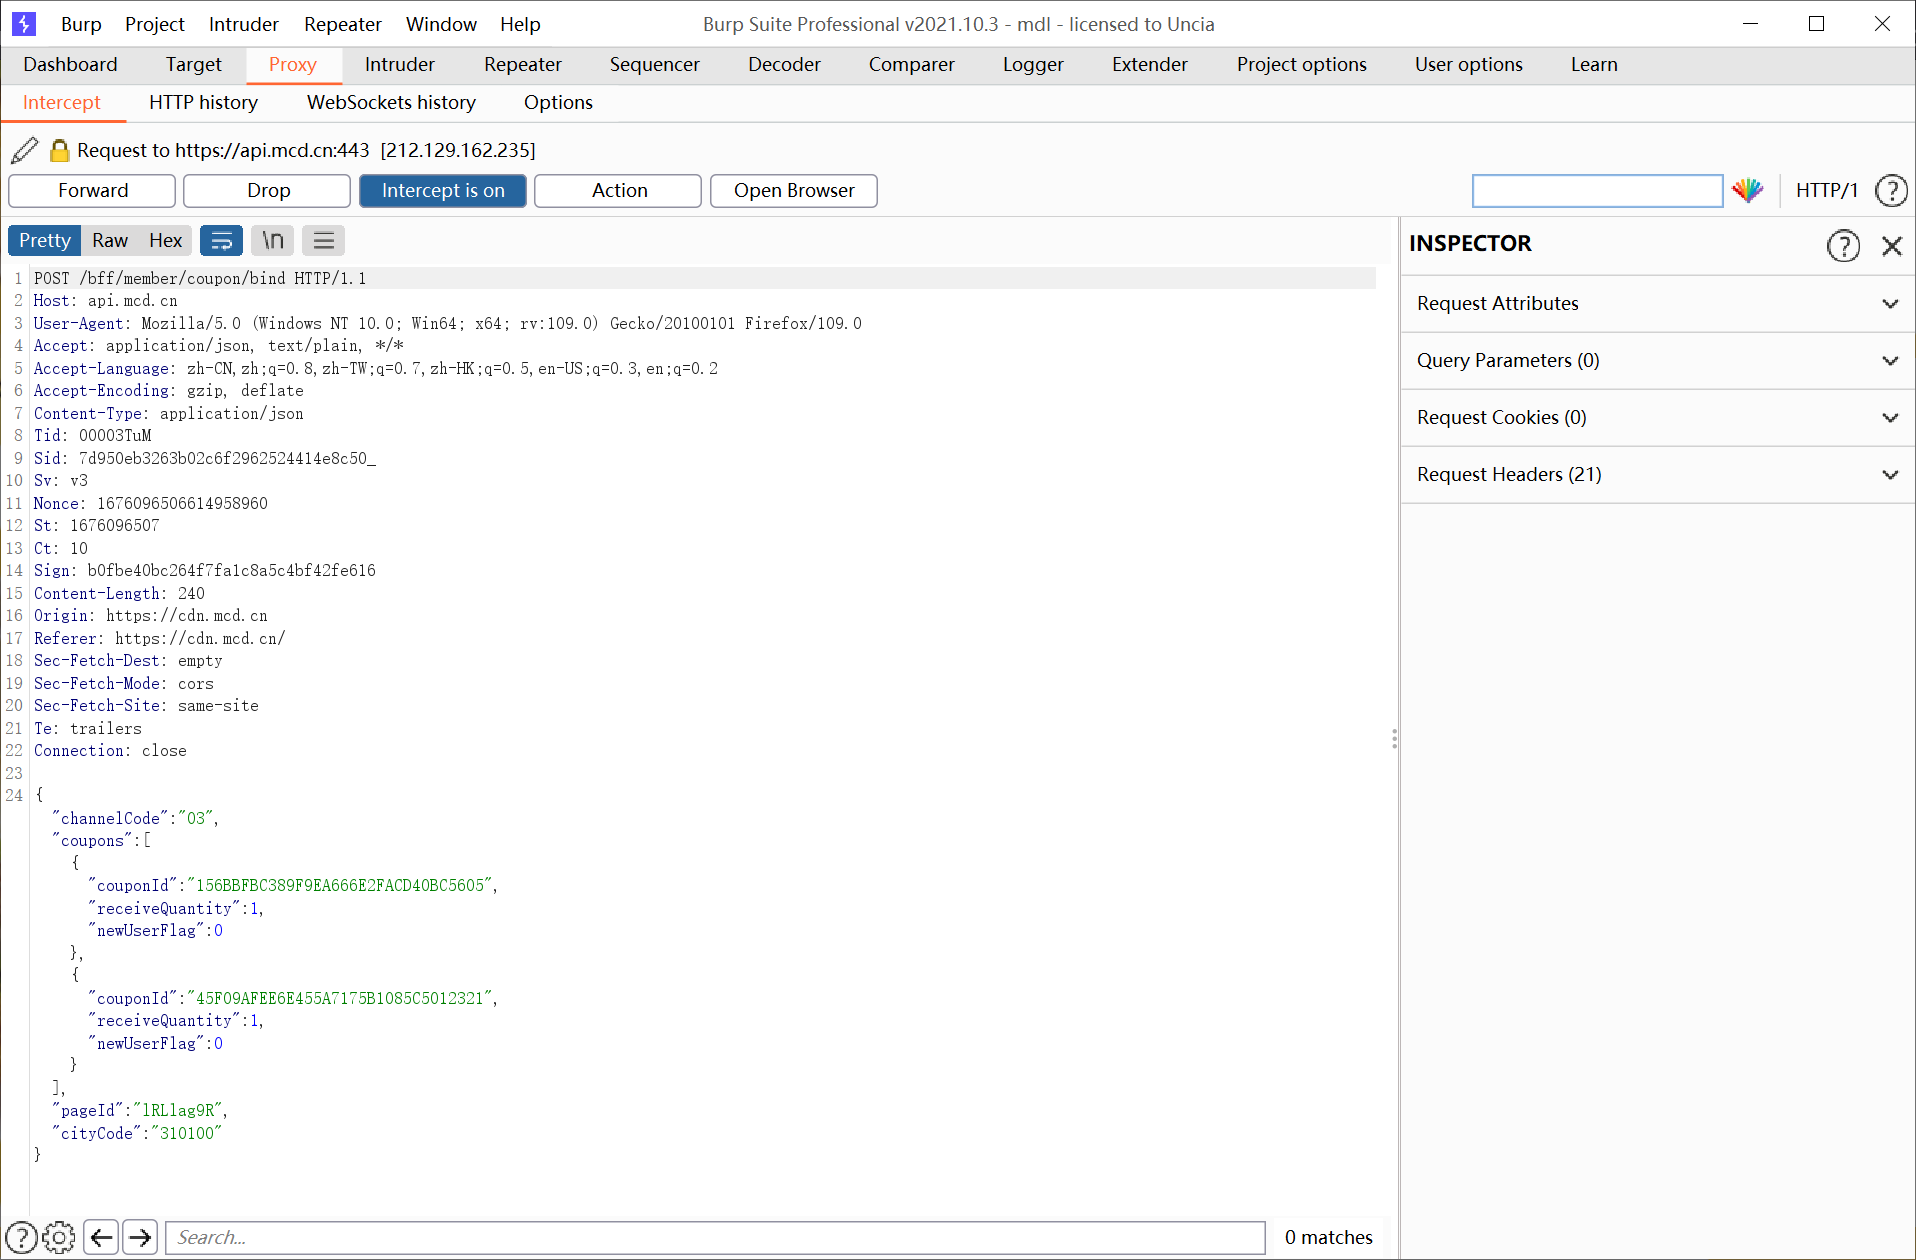 Burp Project Intruder Repeater Window Help Burp Suite Professional v2021.10.3 - mdl - licensed to Uncia
Dashboard Target Proxy Intruder Repeater Sequencer Decoder Comparer Logger Extender Project options User options Learn
Intercept HTTP history WebSockets history Options
Request to https://api.mcd.cn:443 [212.129.162.235]
Forward Drop Intercept is on Action Open Browser HTTP/1 ?
Pretty Raw Hex \n
INSPECTOR ?
Request Attributes
Query Parameters (0)
Request Cookies (0)
Request Headers (21)
1 POST /bff/member/coupon/bind HTTP/1.1
2 Host: api.mcd.cn
3 User-Agent: Mozilla/5.0 (Windows NT 10.0; Win64; x64; rv:109.0) Gecko/20100101 Firefox/109.0
4 Accept: application/json, text/plain, */*
5 Accept-Language: zh-CN,zh;q=0.8,zh-TW;q=0.7,zh-HK;q=0.5,en-US;q=0.3,en;q=0.2
6 Accept-Encoding: gzip, deflate
7 Content-Type: application/json
8 Tid: 00003TuM
9 Sid: 7d950eb3263b02c6f2962524414e8c50_
10 Sv: v3
11 Nonce: 1676096506614958960
12 St: 1676096507
13 Ct: 10
14 Sign: b0fbe40bc264f7fa1c8a5c4bf42fe616
15 Content-Length: 240
16 Origin: https://cdn.mcd.cn
17 Referer: https://cdn.mcd.cn/
18 Sec-Fetch-Dest: empty
19 Sec-Fetch-Mode: cors
20 Sec-Fetch-Site: same-site
21 Te: trailers
22 Connection: close
23
24 {
"channelCode":"03",
"coupons":[
{
"couponId":"156BBFBC389F9EA666E2FACD40BC5605",
"receiveQuantity":1,
"newUserFlag":0
},
{
"couponId":"45F09AFEE6E455A7175B1085C5012321",
"receiveQuantity":1,
"newUserFlag":0
}
],
"pageId":"lRLlag9R",
"cityCode":"310100"
}
? Search... 0 matches